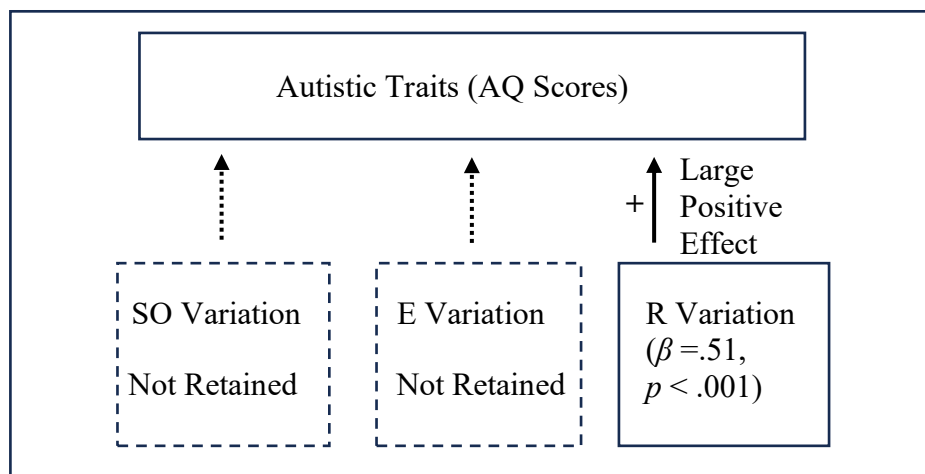 Autistic Traits (AQ Scores)
+
Large
Positive
Effect
SO Variation
Not Retained
E Variation
Not Retained
R Variation
(β =.51,
p < .001)